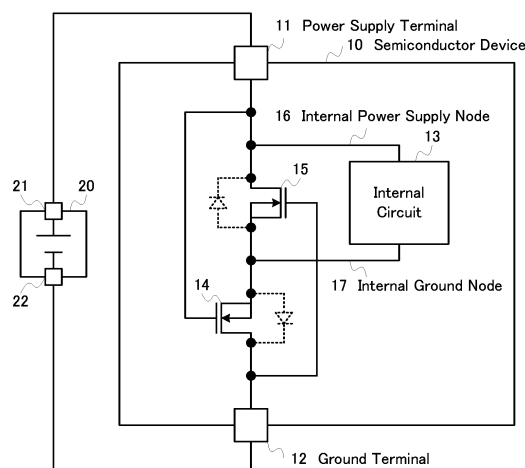 11 Power Supply Terminal
10 Semiconductor Device
16 Internal Power Supply Node
13
15
Internal
Circuit
21
20
17 Internal Ground Node
22
14
12 Ground Terminal